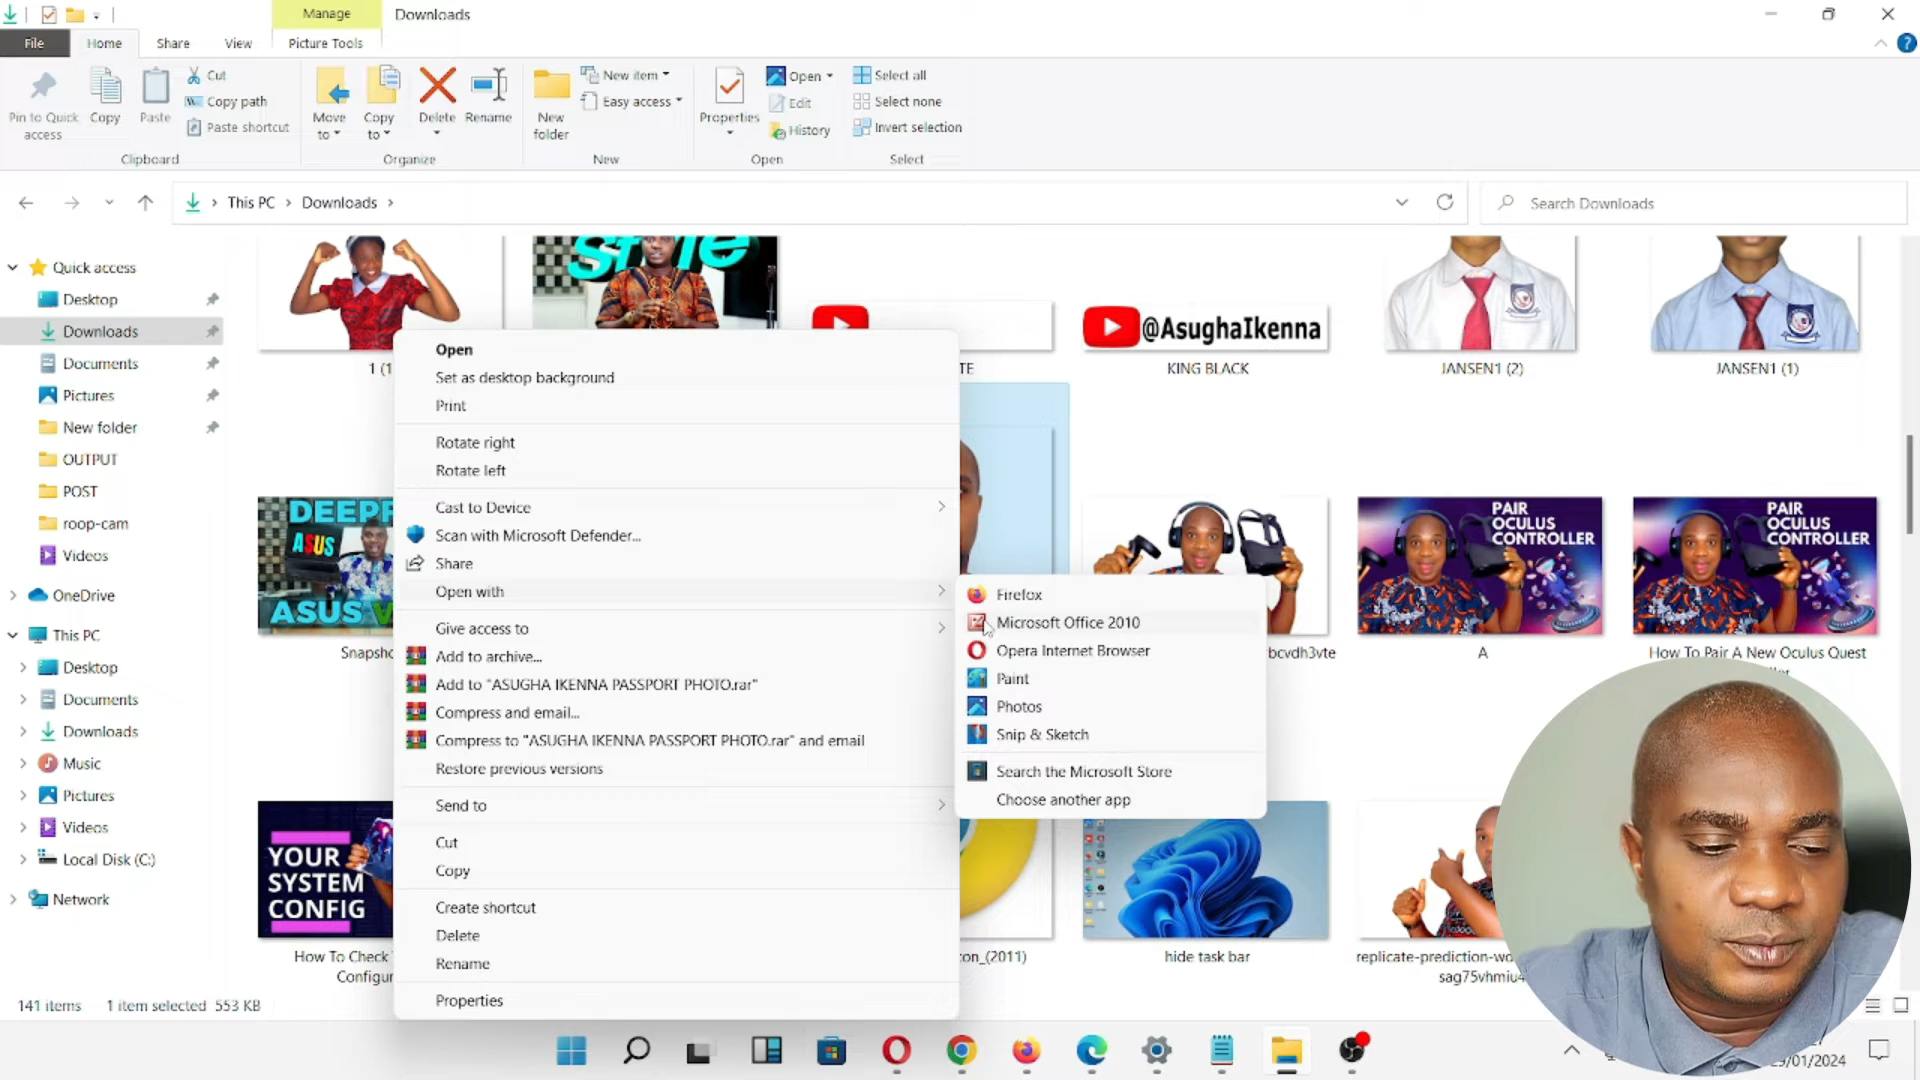 Manage
Downloads
File
Home
Share
View
Picture Tools
Pin to Quick
access
Copy
Paste
Cut
Copy path
Paste shortcut
Clipboard
Move
to
Copy
to
Delete
Rename
Organize
New
folder
New item
Easy access
New
Properties
Open
Edit
History
Open
Select all
Select none
Invert selection
Select
This PC
Downloads
Search Downloads
Quick access
Desktop
Downloads
Documents
Pictures
New folder
OUTPUT
POST
roop-cam
Videos
OneDrive
This PC
Desktop
Documents
Downloads
Music
Pictures
Videos
Local Disk (C:)
Network
Style
@AsughaIkenna
KING BLACK
JANSEN1 (2)
JANSEN1 (1)
ASUS
PAIR
OCULUS
CONTROLLER
PAIR
OCULUS
CONTROLLER
A
How To Pair A New Oculus Quest
bcvdh3vte
YOUR
SYSTEM
CONFIG
How To Check
con_(2011)
hide task bar
Open
Set as desktop background
Print
Rotate right
Rotate left
Cast to Device
Scan with Microsoft Defender...
Share
Open with
Give access to
Add to archive...
Add to "ASUGHA IKENNA PASSPORT PHOTO.rar"
Compress and email...
Compress to "ASUGHA IKENNA PASSPORT PHOTO.rar" and email
Restore previous versions
Send to
Cut
Copy
Create shortcut
Delete
Rename
Properties
Firefox
Microsoft Office 2010
Opera Internet Browser
Paint
Photos
Snip & Sketch
Search the Microsoft Store
Choose another app
141 items
1 item selected 553 KB